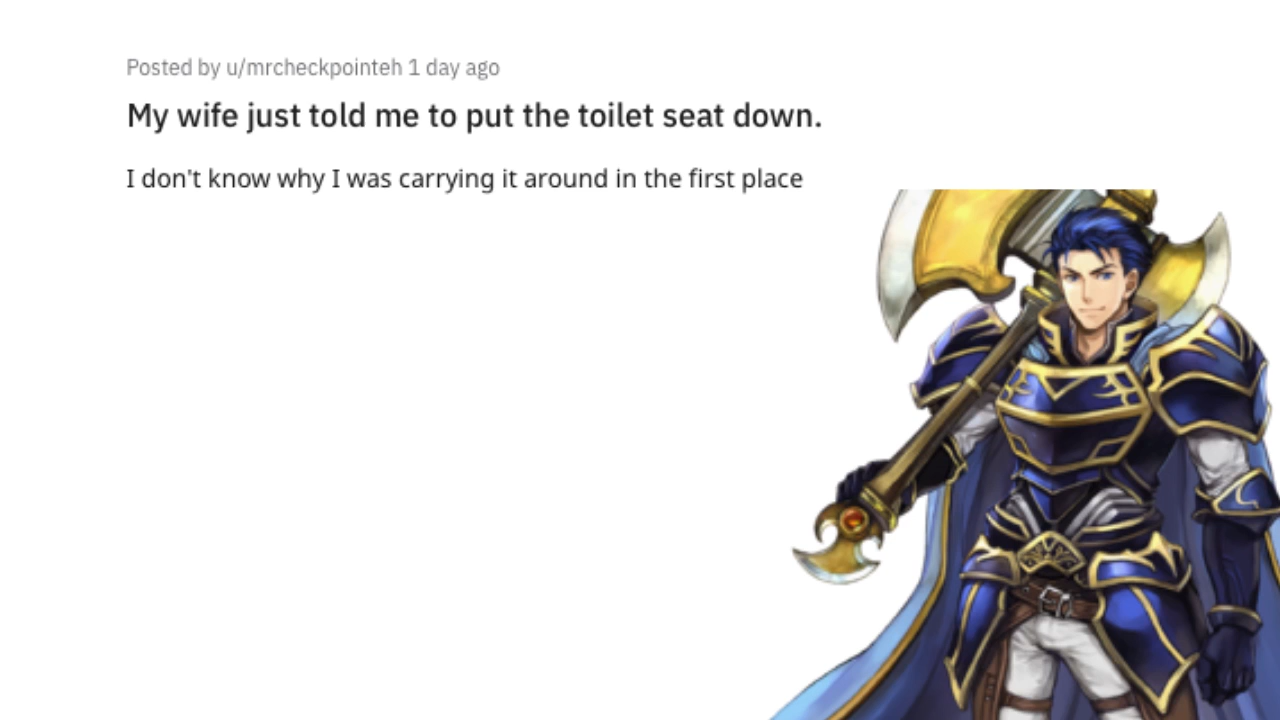 Posted by u/mrcheckpointeh 1 day ago
My wife just told me to put the toilet seat down.
I don't know why I was carrying it around in the first place